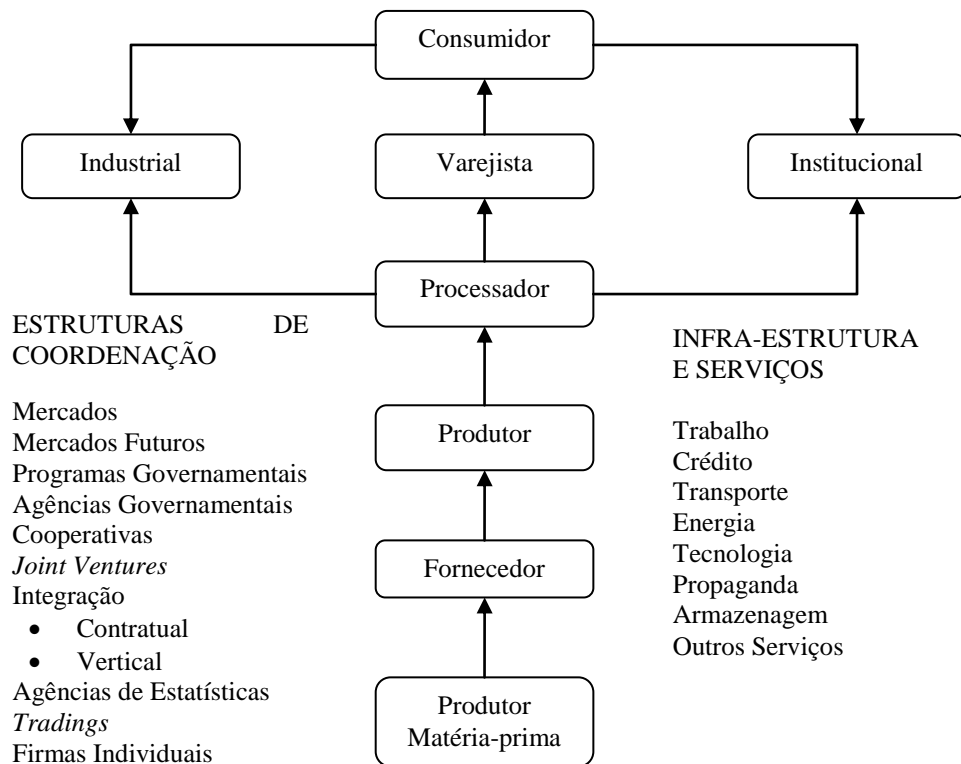 Consumidor
Industrial
Varejista
Institucional
Processador
ESTRUTURAS DE
COORDENAÇÃO
Mercados
Mercados Futuros
Programas Governamentais
Agências Governamentais
Cooperativas
Joint Ventures
Integração
• Contratual
• Vertical
Agências de Estatísticas
Tradings
Firmas Individuais
Produtor
Fornecedor
Produtor
Matéria-prima
INFRA-ESTRUTURA
E SERVIÇOS
Trabalho
Crédito
Transporte
Energia
Tecnologia
Propaganda
Armazenagem
Outros Serviços